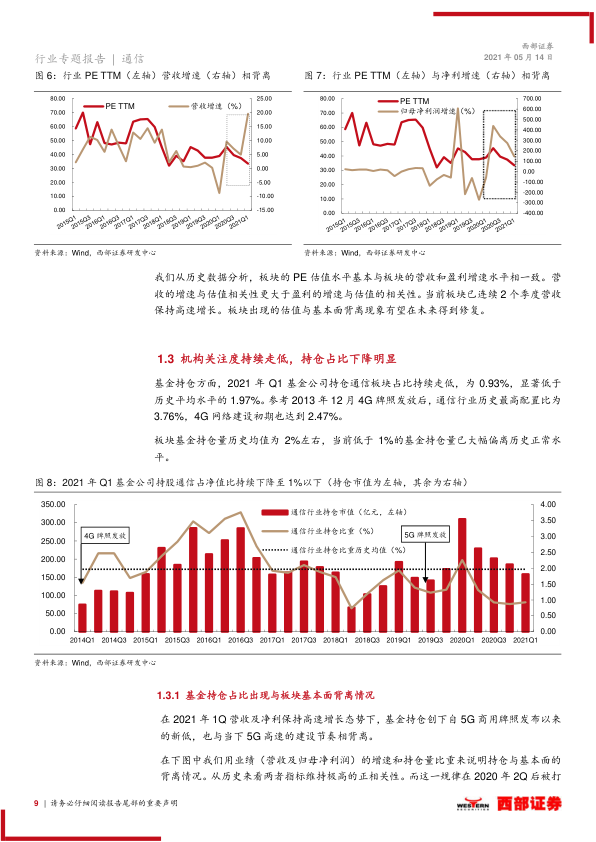 西部证券
行业专题报告 | 通信
2021 年 05 月 14 日
图 6：行业 PE TTM（左轴）营收增速（右轴）相背离
图 7：行业 PE TTM（左轴）与净利增速（右轴）相背离
PE TTM
营收增速（%）
80.00
70.00
60.00
50.00
40.00
30.00
20.00
10.00
0.00
25.00
20.00
15.00
10.00
5.00
0.00
-5.00
-10.00
-15.00
2015Q1
2015Q3
2016Q1
2016Q3
2017Q1
2017Q3
2018Q1
2018Q3
2019Q1
2019Q3
2020Q1
2020Q3
2021Q1
PE TTM
归母净利润增速（%）
80.00
70.00
60.00
50.00
40.00
30.00
20.00
10.00
0.00
700.00
600.00
500.00
400.00
300.00
200.00
100.00
0.00
-100.00
-200.00
-300.00
-400.00
2015Q1
2015Q3
2016Q1
2016Q3
2017Q1
2017Q3
2018Q1
2018Q3
2019Q1
2019Q3
2020Q1
2020Q3
2021Q1
资料来源：Wind，西部证券研发中心
资料来源：Wind，西部证券研发中心
我们从历史数据分析，板块的 PE 估值水平基本与板块的营收和盈利增速水平相一致。营
收的增速与估值相关性更大于盈利的增速与估值的相关性。当前板块已连续 2 个季度营收
保持高速增长。板块出现的估值与基本面背离现象有望在未来得到修复。
1.3 机构关注度持续走低，持仓占比下降明显
基金持仓方面，2021 年 Q1 基金公司持仓通信板块占比持续走低，为 0.93%，显著低于
历史平均水平的 1.97%。参考 2013 年 12 月 4G 牌照发放后，通信行业历史最高配置比为
3.76%，4G 网络建设初期也达到 2.47%。
板块基金持仓量历史均值为 2%左右，当前低于 1%的基金持仓量已大幅偏离历史正常水
平。
图 8：2021 年 Q1 基金公司持股通信占净值比持续下降至 1%以下（持仓市值为左轴，其余为右轴）
350.00
300.00
250.00
200.00
150.00
100.00
50.00
0.00
4G 牌照发放
通信行业持仓市值（亿元，左轴）
通信行业持仓比重（%）
通信行业持仓比重历史均值（%）
5G 牌照发放
4.00
3.50
3.00
2.50
2.00
1.50
1.00
0.50
0.00
2014Q1
2014Q3
2015Q1
2015Q3
2016Q1
2016Q3
2017Q1
2017Q3
2018Q1
2018Q3
2019Q1
2019Q3
2020Q1
2020Q3
2021Q1
资料来源：Wind，西部证券研发中心
1.3.1 基金持仓占比出现与板块基本面背离情况
在 2021 年 1Q 营收及净利保持高速增长态势下，基金持仓创下自 5G 商用牌照发布以来
的新低，也与当下 5G 高速的建设节奏相背离。
在下图中我们用业绩（营收及归母净利润）的增速和持仓量比重来说明持仓与基本面的
背离情况。从历史来看两者指标维持极高的正相关性。而这一规律在 2020 年 2Q 后被打
9 | 请务必仔细阅读报告尾部的重要声明
WESTERN
SECURITIES
西部证券